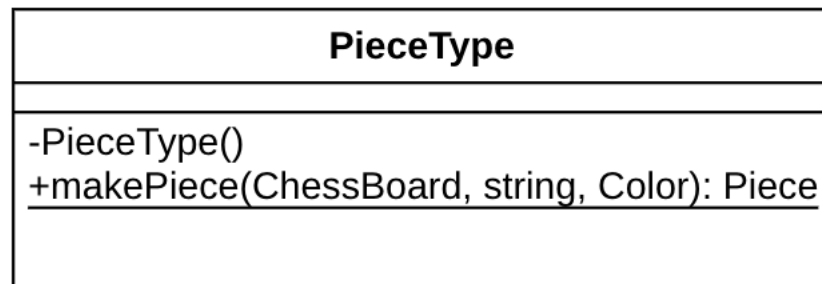 PieceType
-PieceType()
+makePiece(ChessBoard, string, Color): Piece